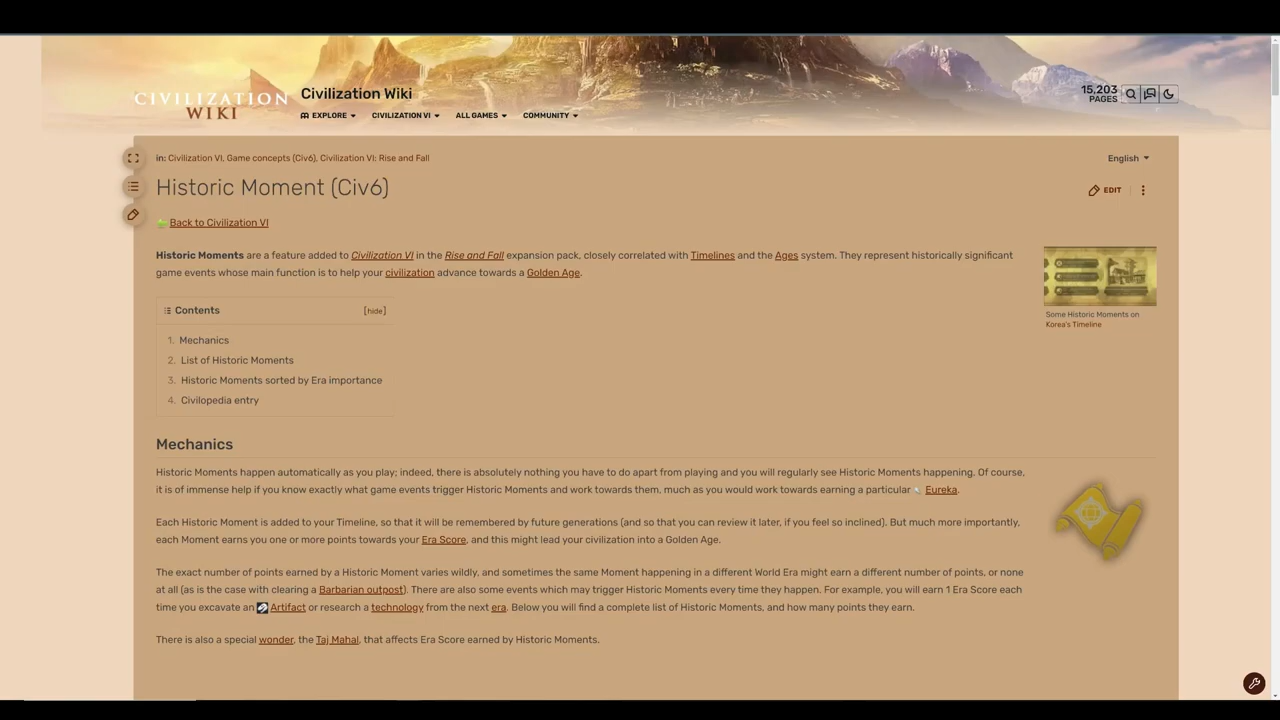 CIVILIZATION
WIKI
Civilization Wiki
EXPLORE CIVILIZATION VI ALL GAMES COMMUNITY
15,203
PAGES
in: Civilization VI, Game concepts (Civ6), Civilization VI: Rise and Fall
English
Historic Moment (Civ6)
EDIT
Back to Civilization VI
Historic Moments are a feature added to Civilization VI in the Rise and Fall expansion pack, closely correlated with Timelines and the Ages system. They represent historically significant
game events whose main function is to help your civilization advance towards a Golden Age.
Some Historic Moments on
Korea's Timeline
Contents [hide]
1. Mechanics
2. List of Historic Moments
3. Historic Moments sorted by Era importance
4. Civilopedia entry
Mechanics
Historic Moments happen automatically as you play; indeed, there is absolutely nothing you have to do apart from playing and you will regularly see Historic Moments happening. Of course,
it is of immense help if you know exactly what game events trigger Historic Moments and work towards them, much as you would work towards earning a particular Eureka.
Each Historic Moment is added to your Timeline, so that it will be remembered by future generations (and so that you can review it later, if you feel so inclined). But much more importantly,
each Moment earns you one or more points towards your Era Score, and this might lead your civilization into a Golden Age.
The exact number of points earned by a Historic Moment varies wildly, and sometimes the same Moment happening in a different World Era might earn a different number of points, or none
at all (as is the case with clearing a Barbarian outpost). There are also some events which may trigger Historic Moments every time they happen. For example, you will earn 1 Era Score each
time you excavate an Artifact or research a technology from the next era. Below you will find a complete list of Historic Moments, and how many points they earn.
There is also a special wonder, the Taj Mahal, that affects Era Score earned by Historic Moments.